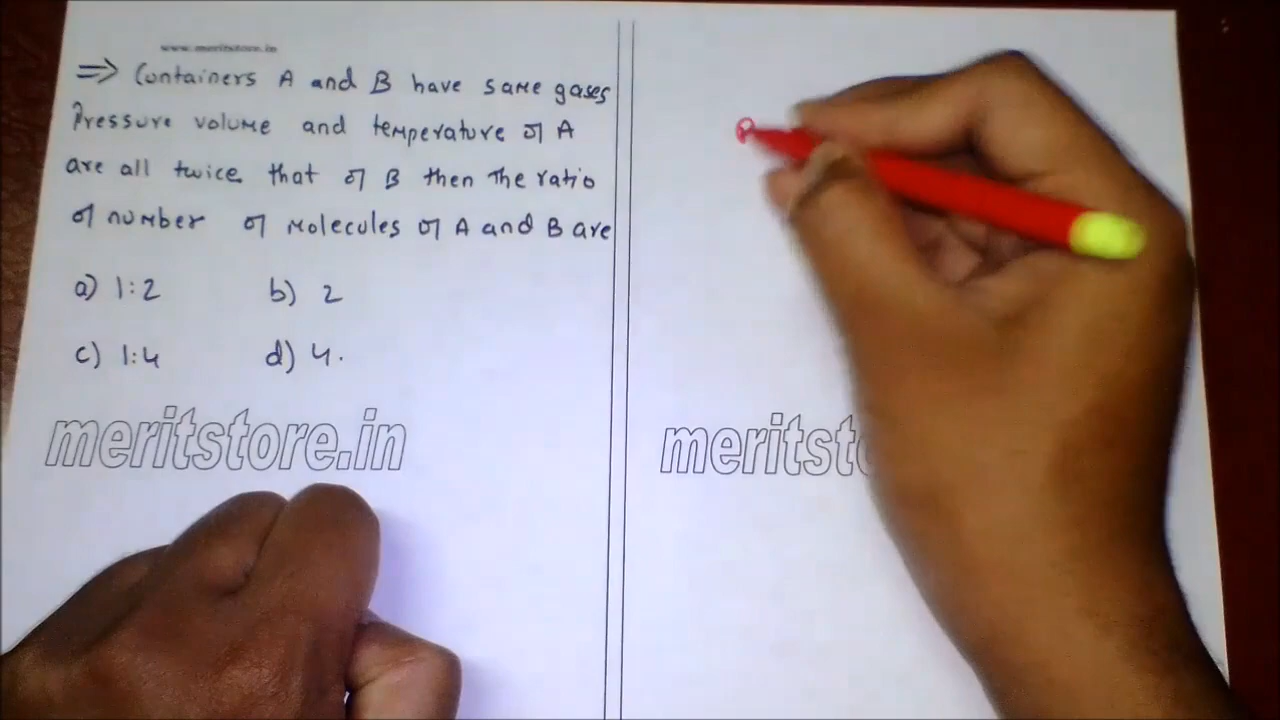 www.meritstore.in
⇒ Containers A and B have same gases
Pressure volume and temperature of A
are all twice that of B then the ratio
of number of molecules of A and B are
a) 1:2 b) 2
c) 1:4 d) 4.
meritstore.in
meritsto